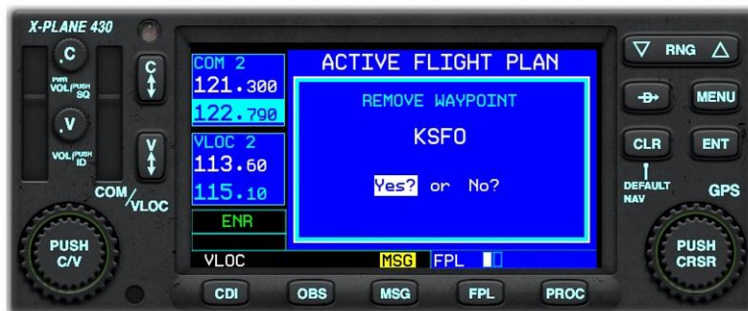 X-PLANE 430
C
PWR
VOL/PUSH
SQ
V
VOL/PUSH
ID
C
V
COM/VLOC
PUSH
C/V
COM 2
121.300
122.790
VLOC 2
113.60
115.10
ENR
VLOC
MSG
FPL
ACTIVE FLIGHT PLAN
REMOVE WAYPOINT
KSFO
Yes? or No?
RNG
D
MENU
CLR
ENT
DEFAULT
NAV
GPS
PUSH
CRSR
CDI
OBS
MSG
FPL
PROC